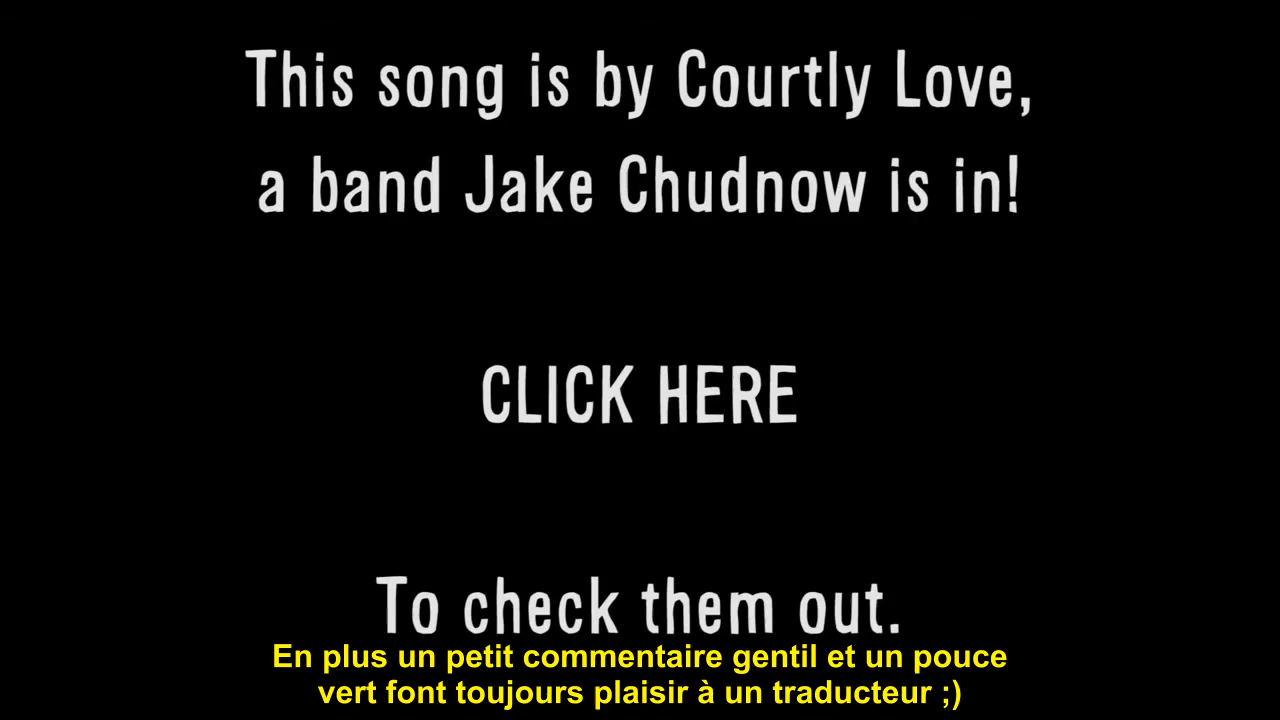 This song is by Courtly Love,
a band Jake Chudnow is in!
CLICK HERE
To check them out.
En plus un petit commentaire gentil et un pouce
vert font toujours plaisir à un traducteur ;)